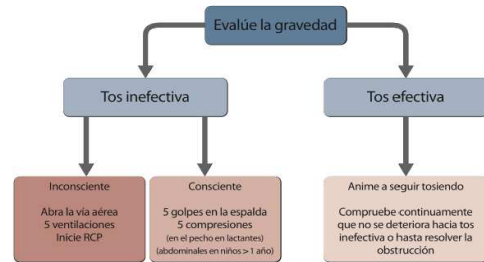 Evalúe la gravedad
Tos inefectiva
Tos efectiva
Inconsciente
Abra la vía aérea
5 ventilaciones
Inicie RCP
Consciente
5 golpes en la espalda
5 compresiones
(en el pecho en lactantes)
(abdominales en niños > 1 año)
Anime a seguir tosiendo
Compruebe continuamente
que no se deteriora hacia tos
inefectiva o hasta resolver la
obstrucción